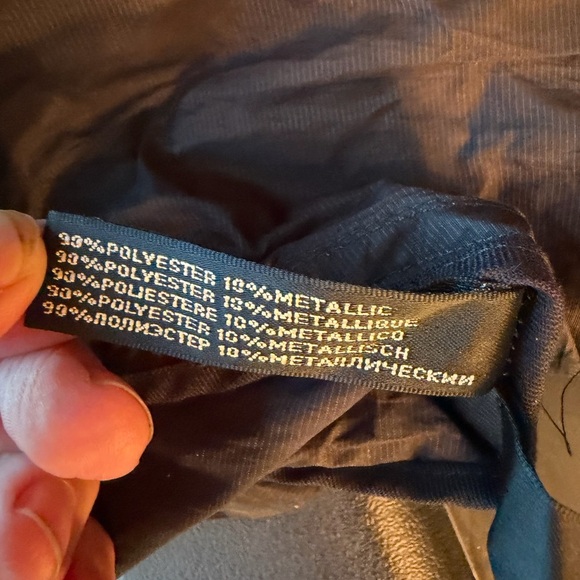 90%POLYESTER 10%METALLIC
90%POLYESTER 10%METALLIQUE
90%POLIESTERE 10%METALLICO
90%POLYESTER 10%METALLISCH
90%ПОЛИЭСТЕР 10%МЕТАЛЛИЧЕСКИЙ